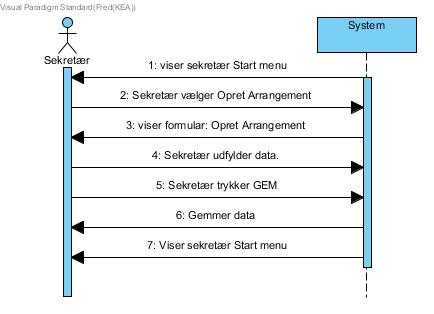 Visual Paradigm Standard(Fred(KEA))
System
Sekretær
1: viser sekretær Start menu
2: Sekretær vælger Opret Arrangement
3: viser formular: Opret Arrangement
4: Sekretær udfylder data.
5: Sekretær trykker GEM
6: Gemmer data
7: Viser sekretær Start menu